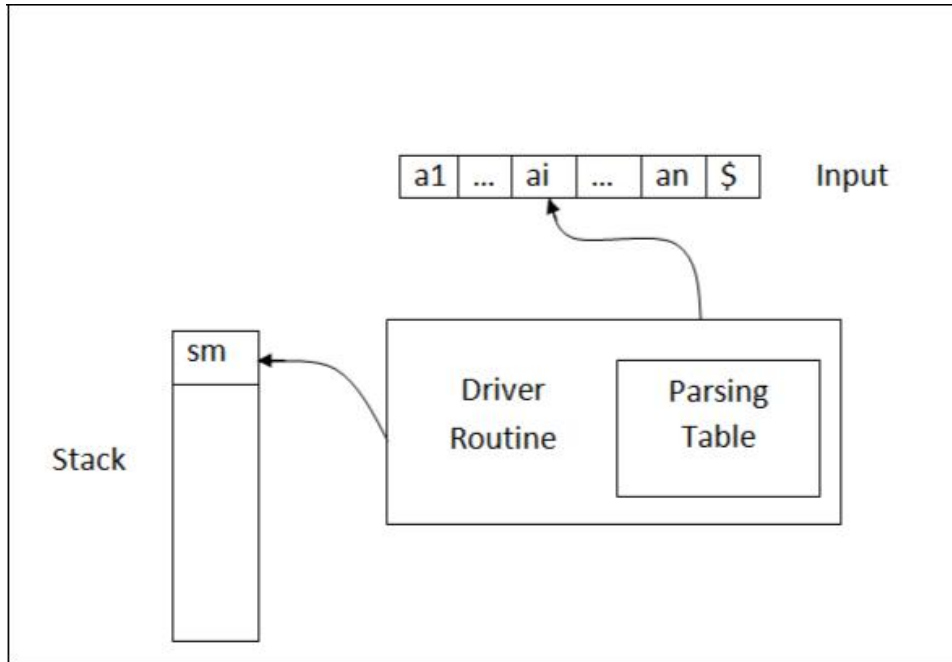 a1 ... ai ... an $ Input
sm
Driver
Routine
Parsing
Table
Stack